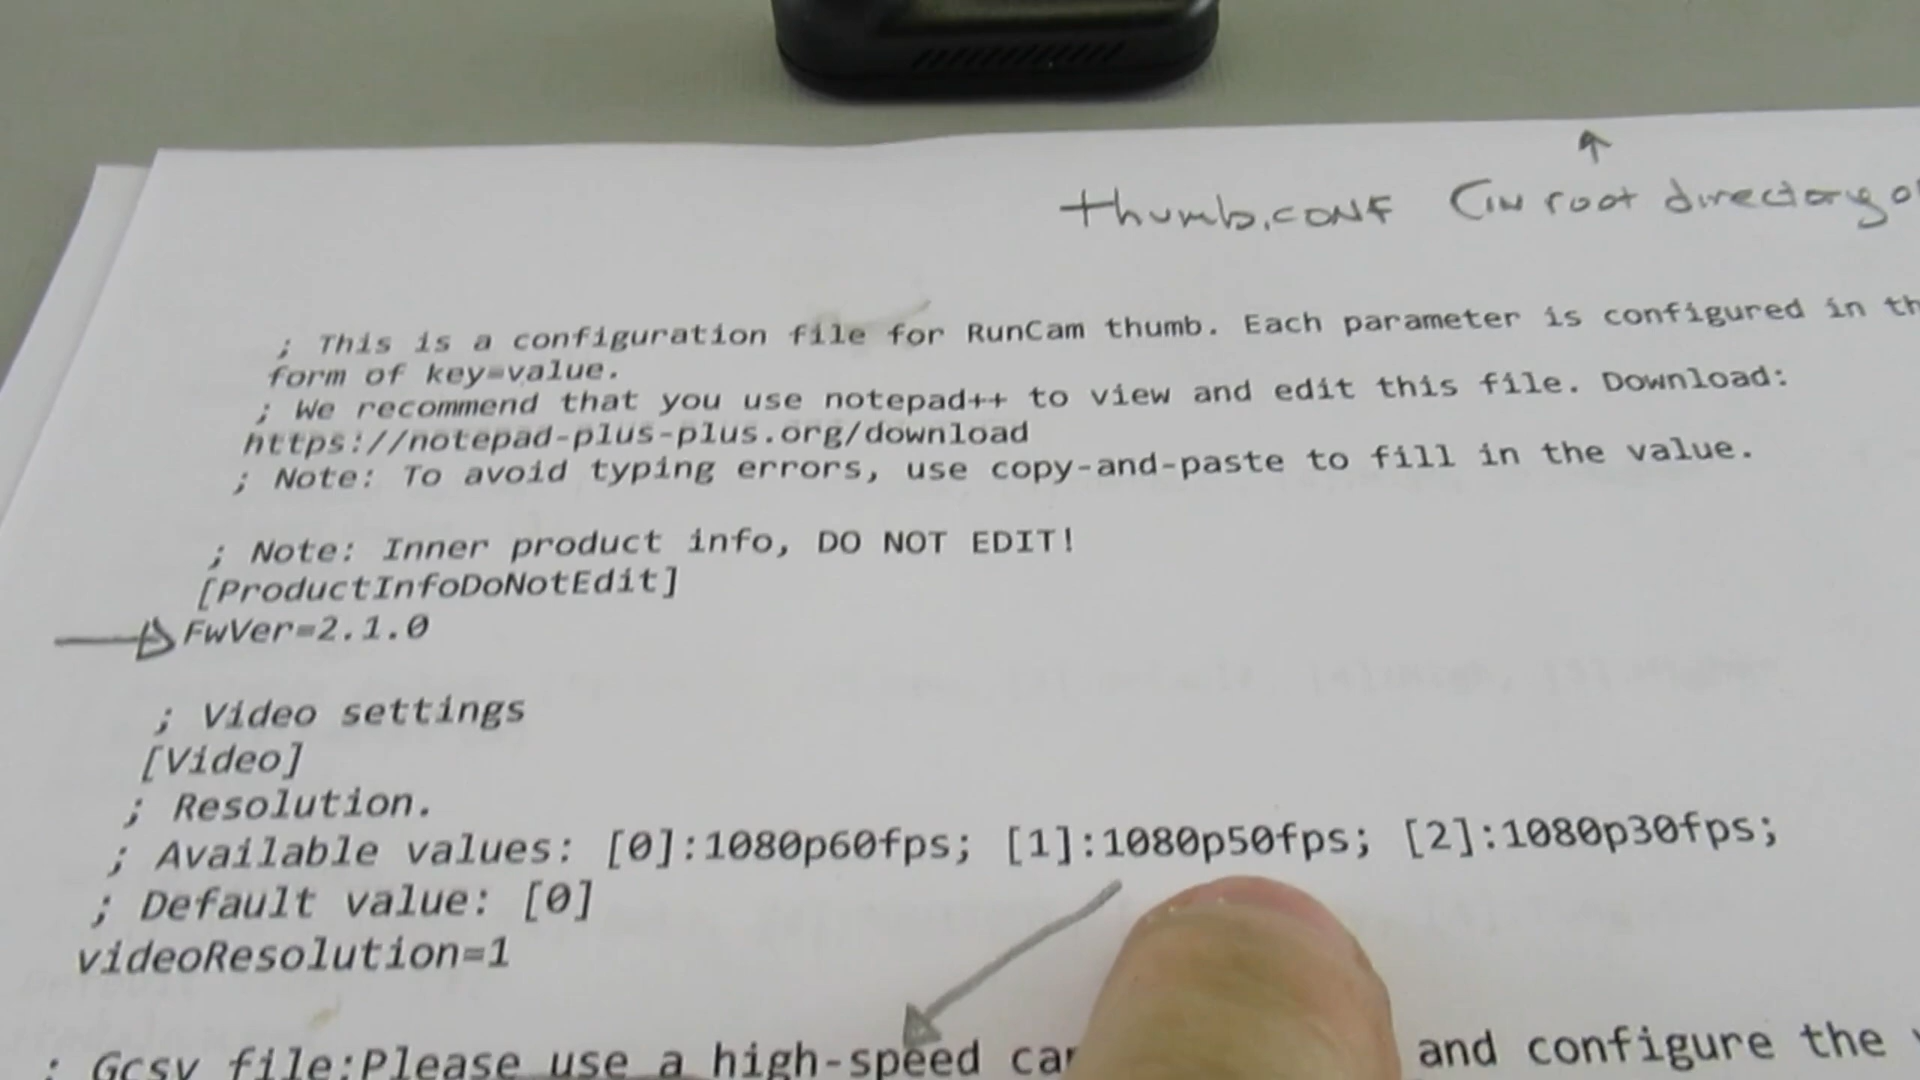 thumb.conf (in root directory
; This is a configuration file for RunCam thumb. Each parameter is configured in
form of key=value.
; We recommend that you use notepad++ to view and edit this file. Download:
https://notepad-plus-plus.org/download
; Note: To avoid typing errors, use copy-and-paste to fill in the value.
; Note: Inner product info, DO NOT EDIT!
[ProductInfoDoNotEdit]
FwVer=2.1.0
; Video settings
[Video]
; Resolution.
; Available values: [0]:1080p60fps; [1]:1080p50fps; [2]:1080p30fps;
; Default value: [0]
videoResolution=1
; Gcsv file:Please use a high-speed and configure the